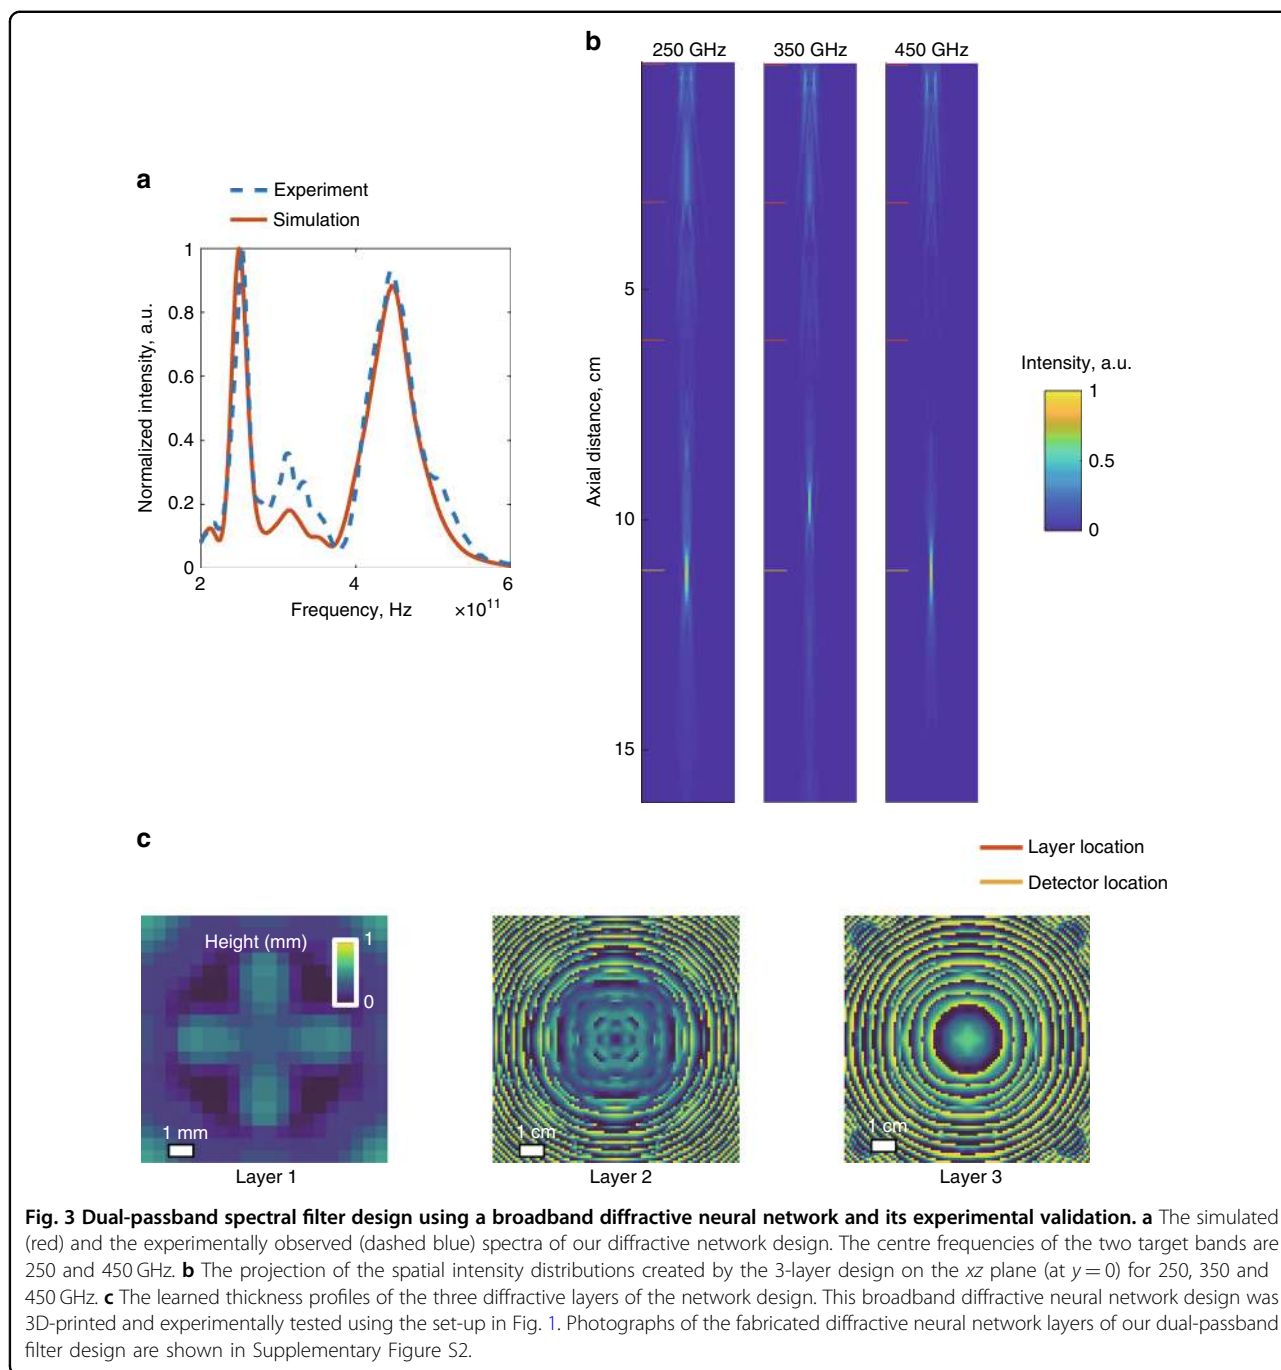 a
Experiment
Simulation
Normalized intensity, a.u.
1
0.8
0.6
0.4
0.2
0
2
4
6
Frequency, Hz
×10¹¹
b
250 GHz
350 GHz
450 GHz
Axial distance, cm
5
10
15
Intensity, a.u.
1
0.5
0
Layer location
Detector location
c
Height (mm)
1
0
1 mm
Layer 1
1 cm
Layer 2
1 cm
Layer 3
Fig. 3 Dual-passband spectral filter design using a broadband diffractive neural network and its experimental validation. a The simulated
(red) and the experimentally observed (dashed blue) spectra of our diffractive network design. The centre frequencies of the two target bands are
250 and 450 GHz. b The projection of the spatial intensity distributions created by the 3-layer design on the xz plane (at y = 0) for 250, 350 and
450 GHz. c The learned thickness profiles of the three diffractive layers of the network design. This broadband diffractive neural network design was
3D-printed and experimentally tested using the set-up in Fig. 1. Photographs of the fabricated diffractive neural network layers of our dual-passband
filter design are shown in Supplementary Figure S2.